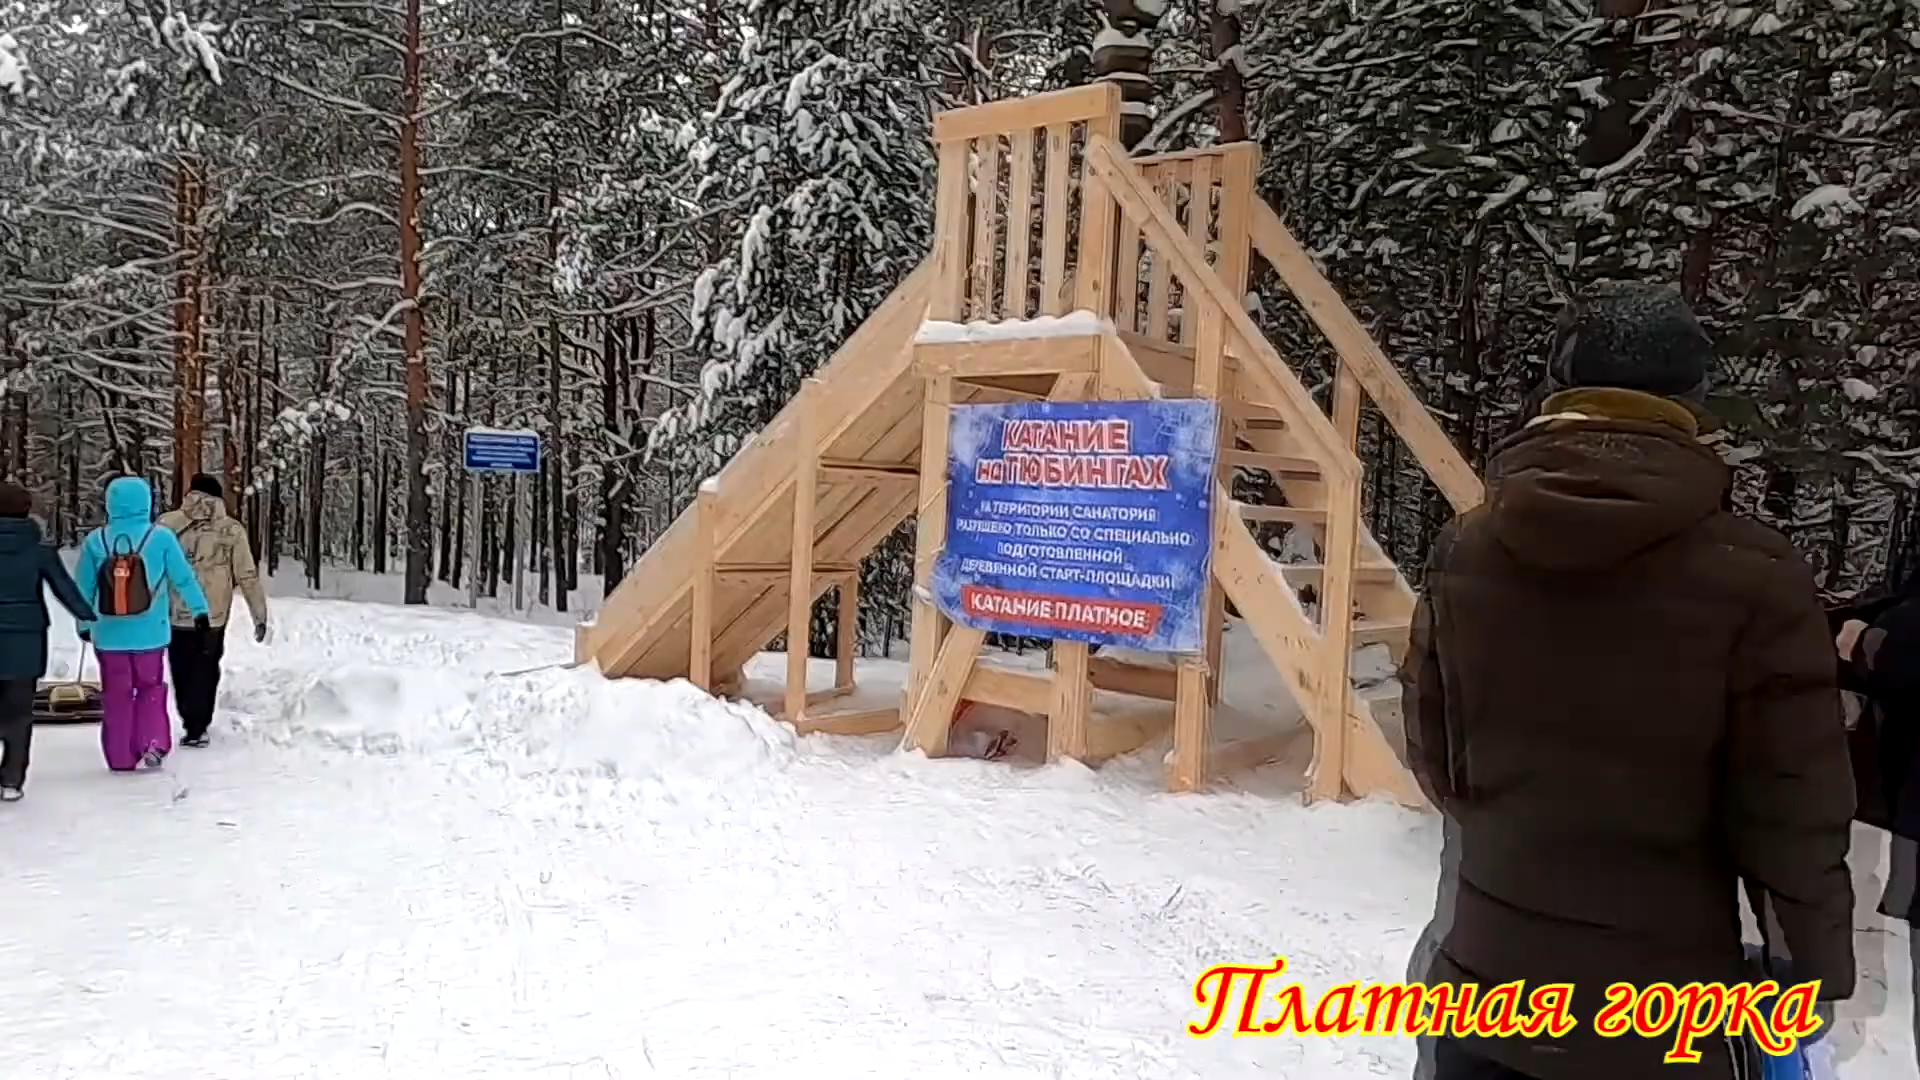 КАТАНИЕ
на ТЮБИНГАХ
НА ТЕРРИТОРИИ САНАТОРИЯ
РАЗРЕШЕНО ТОЛЬКО СО СПЕЦИАЛЬНО
ПОДГОТОВЛЕННОЙ
ДЕРЕВЯННОЙ СТАРТ-ПЛОЩАДКИ
КАТАНИЕ ПЛАТНОЕ
Платная горка